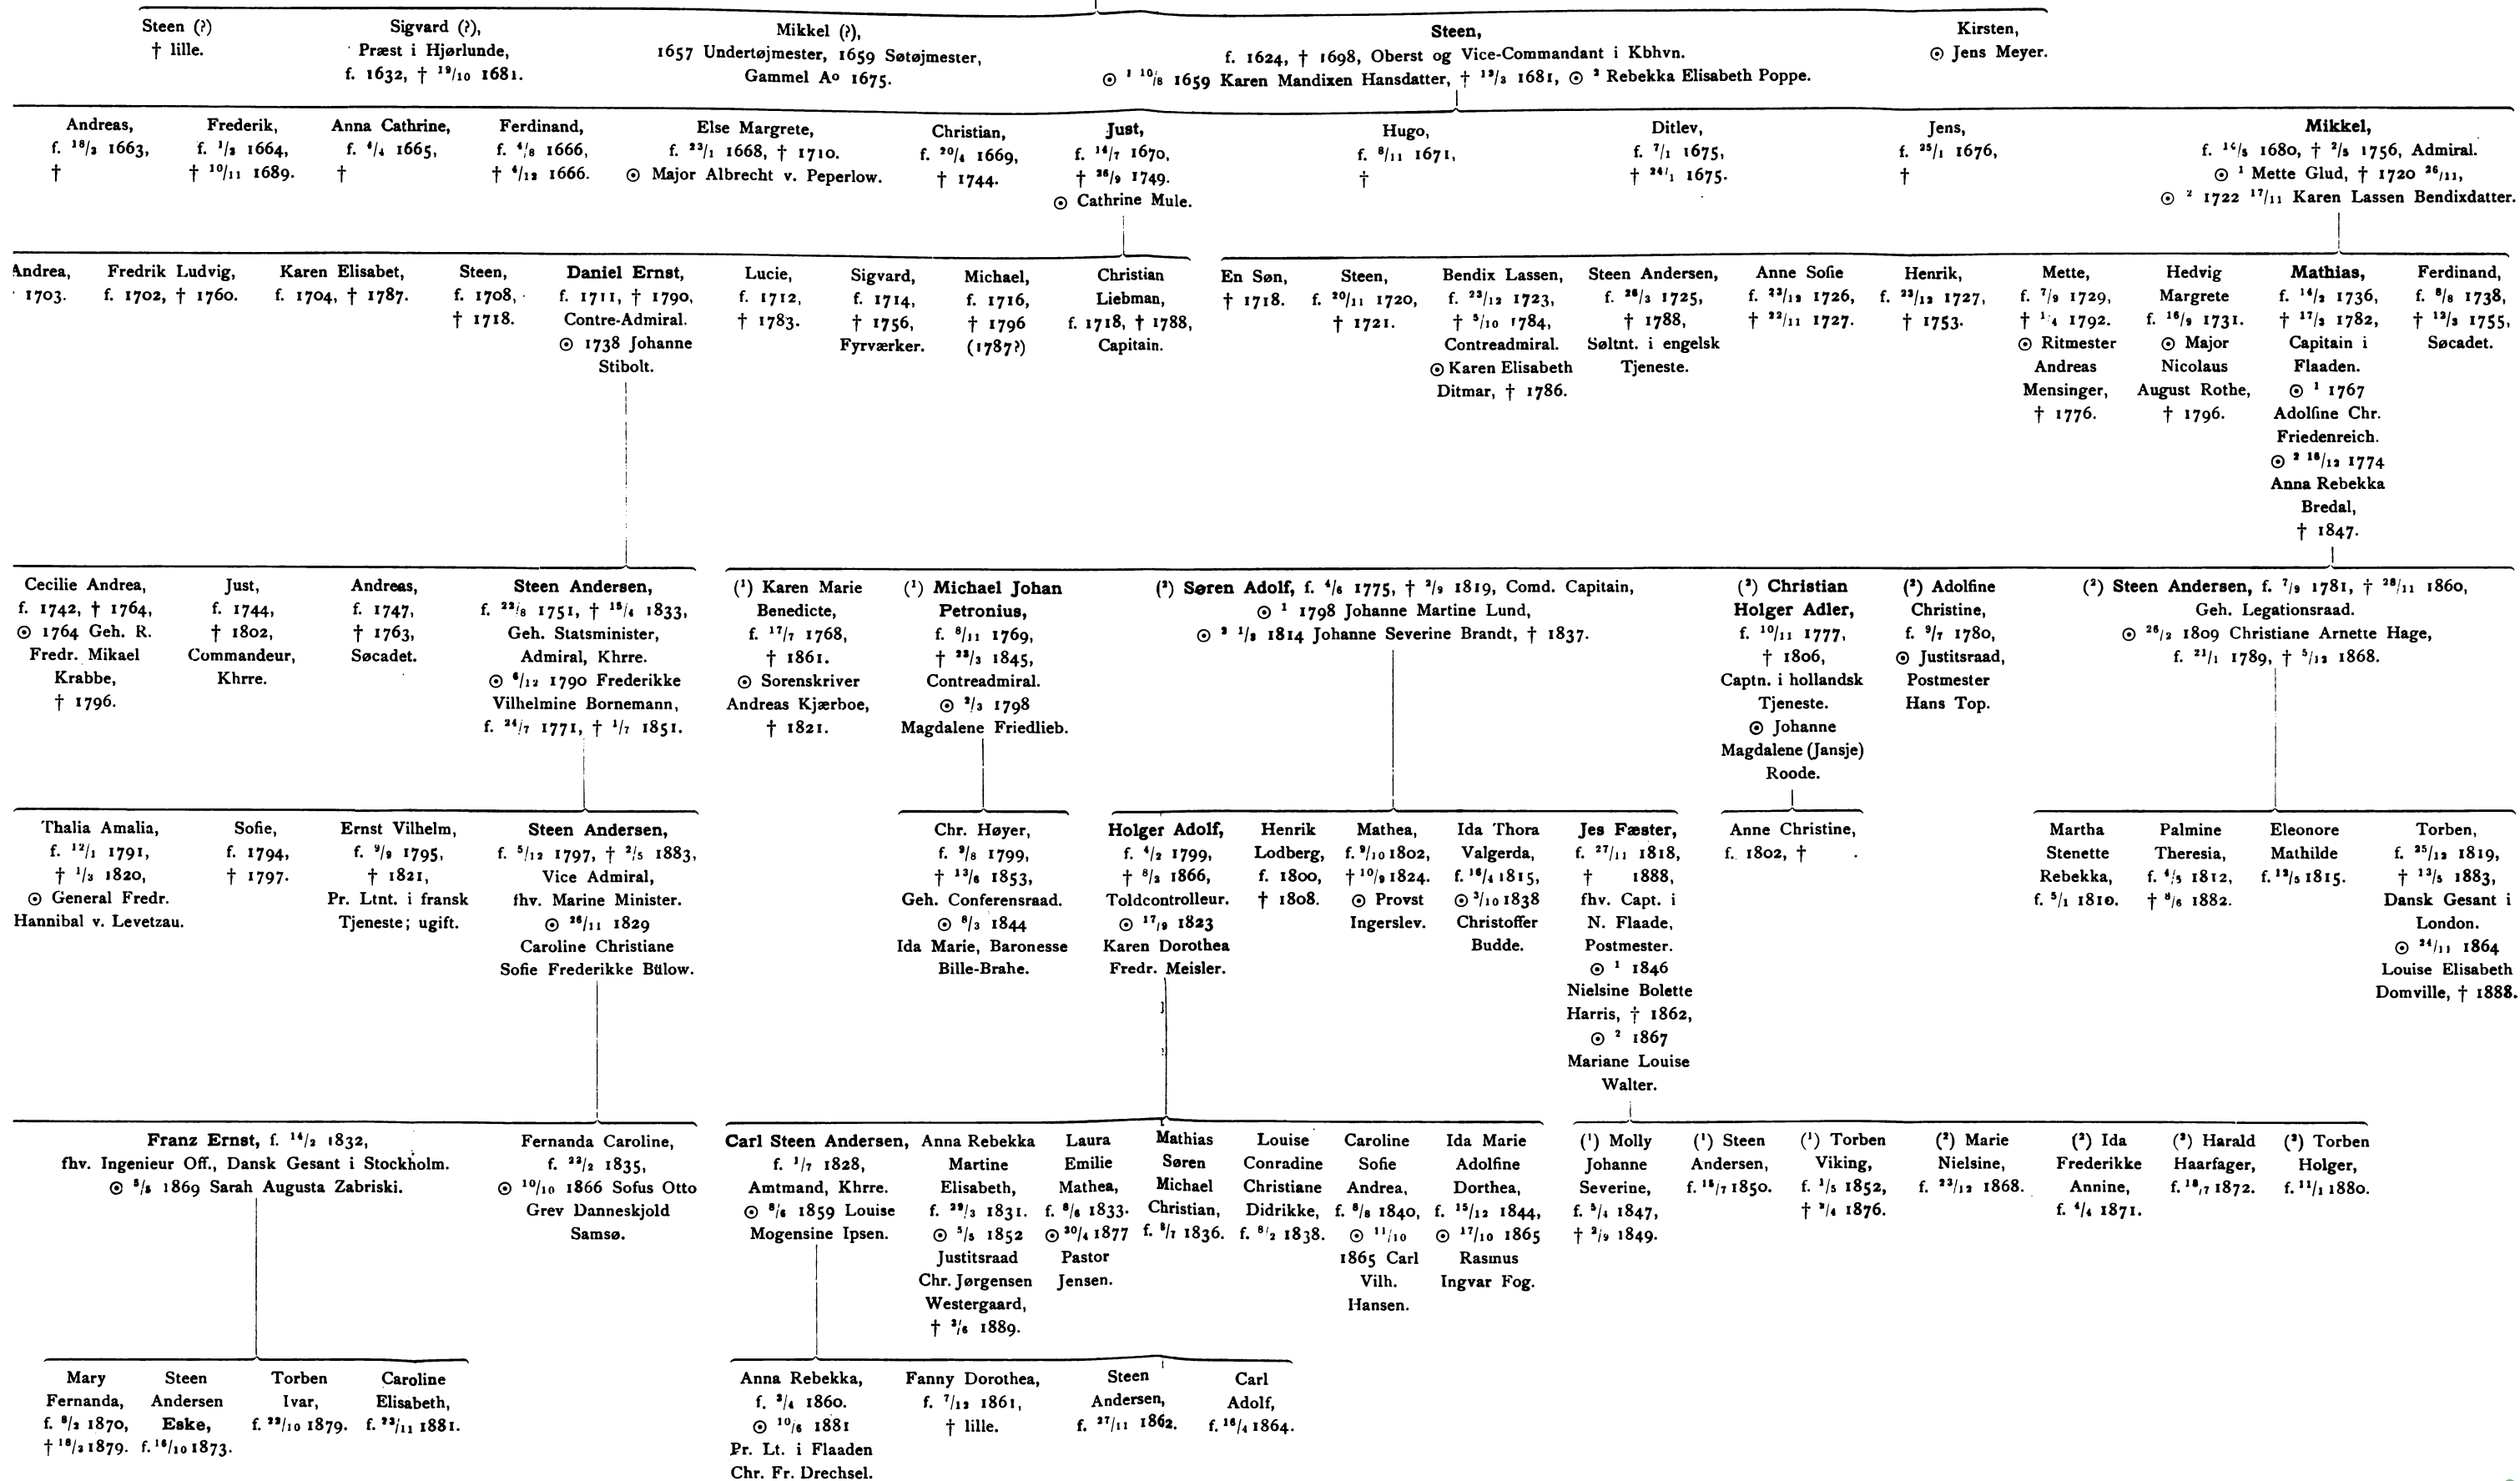 Steen (?)
† lille.
Sigvard (?),
Præst i Hjørlunde,
f. 1632, † 19/10 1681.
Mikkel (?),
1657 Undertøjmester, 1659 Søtøjmester,
Gammel Aº 1675.
Steen,
f. 1624, † 1698, Oberst og Vice-Commandant i Kbhvn.
⊙ 1 10/8 1659 Karen Mandixen Hansdatter, † 13/3 1681, ⊙ 2 Rebekka Elisabeth Poppe.
Kirsten,
⊙ Jens Meyer.
Andreas,
f. 18/3 1663,
†
Frederik,
f. 1/3 1664,
† 10/11 1689.
Anna Cathrine,
f. 4/4 1665,
†
Ferdinand,
f. 4/8 1666,
† 4/12 1666.
Else Margrete,
f. 23/1 1668, † 1710.
⊙ Major Albrecht v. Peperlow.
Christian,
f. 20/4 1669,
† 1744.
Just,
f. 14/7 1670,
† 26/9 1749.
⊙ Cathrine Mule.
Hugo,
f. 8/11 1671,
†
Ditlev,
f. 7/1 1675,
† 24/1 1675.
Jens,
f. 25/1 1676,
†
Mikkel,
f. 14/5 1680, † 2/5 1756, Admiral.
⊙ 1 Mette Glud, † 1720 26/11,
⊙ 2 1722 17/11 Karen Lassen Bendixdatter.
Andrea,
1703.
Fredrik Ludvig,
f. 1702, † 1760.
Karen Elisabet,
f. 1704, † 1787.
Steen,
f. 1708,
† 1718.
Daniel Ernst,
f. 1711, † 1790,
Contre-Admiral.
⊙ 1738 Johanne
Stibolt.
Lucie,
f. 1712,
† 1783.
Sigvard,
f. 1714,
† 1756,
Fyrværker.
Michael,
f. 1716,
† 1796
(1787?)
Christian
Liebman,
f. 1718, † 1788,
Capitain.
En Søn,
† 1718.
Steen,
f. 20/11 1720,
† 1721.
Bendix Lassen,
f. 23/12 1723,
† 5/10 1784,
Contreadmiral.
⊙ Karen Elisabeth
Ditmar, † 1786.
Steen Andersen,
f. 26/3 1725,
† 1788,
Søltnt. i engelsk
Tjeneste.
Anne Sofie
f. 23/12 1726,
† 22/11 1727.
Henrik,
f. 23/12 1727,
† 1753.
Mette,
f. 7/9 1729,
† 1/4 1792.
⊙ Ritmester
Andreas
Mensinger,
† 1776.
Hedvig
Margrete
f. 16/9 1731.
⊙ Major
Nicolaus
August Rothe,
† 1796.
Mathias,
f. 14/2 1736,
† 17/3 1782,
Capitain i
Flaaden.
⊙ 1 1767
Adolfine Chr.
Friedenreich.
⊙ 2 16/12 1774
Anna Rebekka
Bredal,
† 1847.
Ferdinand,
f. 8/8 1738,
† 12/3 1755,
Søcadet.
Cecilie Andrea,
f. 1742, † 1764,
⊙ 1764 Geh. R.
Fredr. Mikael
Krabbe,
† 1796.
Just,
f. 1744,
† 1802,
Commandeur,
Khrre.
Andreas,
f. 1747,
† 1763,
Søcadet.
Steen Andersen,
f. 22/8 1751, † 15/4 1833,
Geh. Statsminister,
Admiral, Khrre.
⊙ 6/12 1790 Frederikke
Vilhelmine Bornemann,
f. 24/7 1771, † 1/7 1851.
(1) Karen Marie
Benedicte,
f. 17/7 1768,
† 1861.
⊙ Sorenskriver
Andreas Kjærboe,
† 1821.
(1) Michael Johan
Petronius,
f. 8/11 1769,
† 23/3 1845,
Contreadmiral.
⊙ 2/3 1798
Magdalene Friedlieb.
(2) Søren Adolf, f. 4/6 1775, † 2/9 1819, Comd. Capitain,
⊙ 1 1798 Johanne Martine Lund,
⊙ 2 1/2 1814 Johanne Severine Brandt, † 1837.
(2) Christian
Holger Adler,
f. 10/11 1777,
† 1806,
Captn. i hollandsk
Tjeneste.
⊙ Johanne
Magdalene (Jansje)
Roode.
(2) Adolfine
Christine,
f. 9/7 1780,
⊙ Justitsraad,
Postmester
Hans Top.
(2) Steen Andersen, f. 7/9 1781, † 28/11 1860,
Geh. Legationsraad.
⊙ 26/2 1809 Christiane Arnette Hage,
f. 21/1 1789, † 5/12 1868.
Thalia Amalia,
f. 12/1 1791,
† 1/3 1820,
⊙ General Fredr.
Hannibal v. Levetzau.
Sofie,
f. 1794,
† 1797.
Ernst Vilhelm,
f. 9/9 1795,
† 1821,
Pr. Ltnt. i fransk
Tjeneste; ugift.
Steen Andersen,
f. 5/12 1797, † 2/5 1883,
Vice Admiral,
fhv. Marine Minister.
⊙ 26/11 1829
Caroline Christiane
Sofie Frederikke Bülow.
Chr. Høyer,
f. 9/8 1799,
† 13/6 1853,
Geh. Conferensraad.
⊙ 8/3 1844
Ida Marie, Baronesse
Bille-Brahe.
Holger Adolf,
f. 4/2 1799,
† 8/2 1866,
Toldcontrolleur.
⊙ 17/9 1823
Karen Dorothea
Fredr. Meisler.
Henrik
Lodberg,
f. 1800,
† 1808.
Mathea,
f. 9/10 1802,
† 10/9 1824.
⊙ Provst
Ingerslev.
Ida Thora
Valgerda,
f. 16/4 1815,
⊙ 3/10 1838
Christoffer
Budde.
Jes Fæster,
f. 27/11 1818,
† 1888,
fhv. Capt. i
N. Flaade,
Postmester.
⊙ 1 1846
Nielsine Bolette
Harris, † 1862,
⊙ 2 1867
Mariane Louise
Walter.
Anne Christine,
f. 1802, †
Martha
Stenette
Rebekka,
f. 5/1 1810.
Palmine
Theresia,
f. 4/5 1812,
† 8/6 1882.
Eleonore
Mathilde
f. 13/5 1815.
Torben,
f. 25/12 1819,
† 13/5 1883,
Dansk Gesant i
London.
⊙ 24/11 1864
Louise Elisabeth
Domville, † 1888.
Franz Ernst, f. 14/2 1832,
fhv. Ingenieur Off., Dansk Gesant i Stockholm.
⊙ 5/5 1869 Sarah Augusta Zabriski.
Fernanda Caroline,
f. 22/2 1835,
⊙ 10/10 1866 Sofus Otto
Grev Danneskjold
Samsø.
Carl Steen Andersen,
f. 1/7 1828,
Amtmand, Khrre.
⊙ 8/6 1859 Louise
Mogensine Ipsen.
Anna Rebekka
Martine
Elisabeth,
f. 29/3 1831.
⊙ 5/5 1852
Justitsraad
Chr. Jørgensen
Westergaard,
† 3/6 1889.
Laura
Emilie
Mathea,
f. 8/6 1833.
⊙ 30/4 1877
Pastor
Jensen.
Mathias
Søren
Michael
Christian,
f. 8/7 1836.
Louise
Conradine
Christiane
Didrikke,
f. 8/2 1838.
Caroline
Sofie
Andrea,
f. 8/8 1840,
⊙ 11/10
1865 Carl
Vilh.
Hansen.
Ida Marie
Adolfine
Dorthea,
f. 15/12 1844,
⊙ 17/10 1865
Rasmus
Ingvar Fog.
(1) Molly
Johanne
Severine,
f. 5/4 1847,
† 2/9 1849.
(1) Steen
Andersen,
f. 15/7 1850.
(1) Torben
Viking,
f. 1/5 1852,
† 2/4 1876.
(2) Marie
Nielsine,
f. 23/12 1868.
(2) Ida
Frederikke
Annine,
f. 4/4 1871.
(2) Harald
Haarfager,
f. 18/7 1872.
(2) Torben
Holger,
f. 11/1 1880.
Mary
Fernanda,
f. 8/2 1870,
† 18/2 1879.
Steen
Andersen
Eske,
f. 16/10 1873.
Torben
Ivar,
f. 22/10 1879.
Caroline
Elisabeth,
f. 23/11 1881.
Anna Rebekka,
f. 3/4 1860.
⊙ 10/6 1881
Pr. Lt. i Flaaden
Chr. Fr. Drechsel.
Fanny Dorothea,
f. 7/12 1861,
† lille.
Steen
Andersen,
f. 27/11 1862.
Carl
Adolf,
f. 16/4 1864.